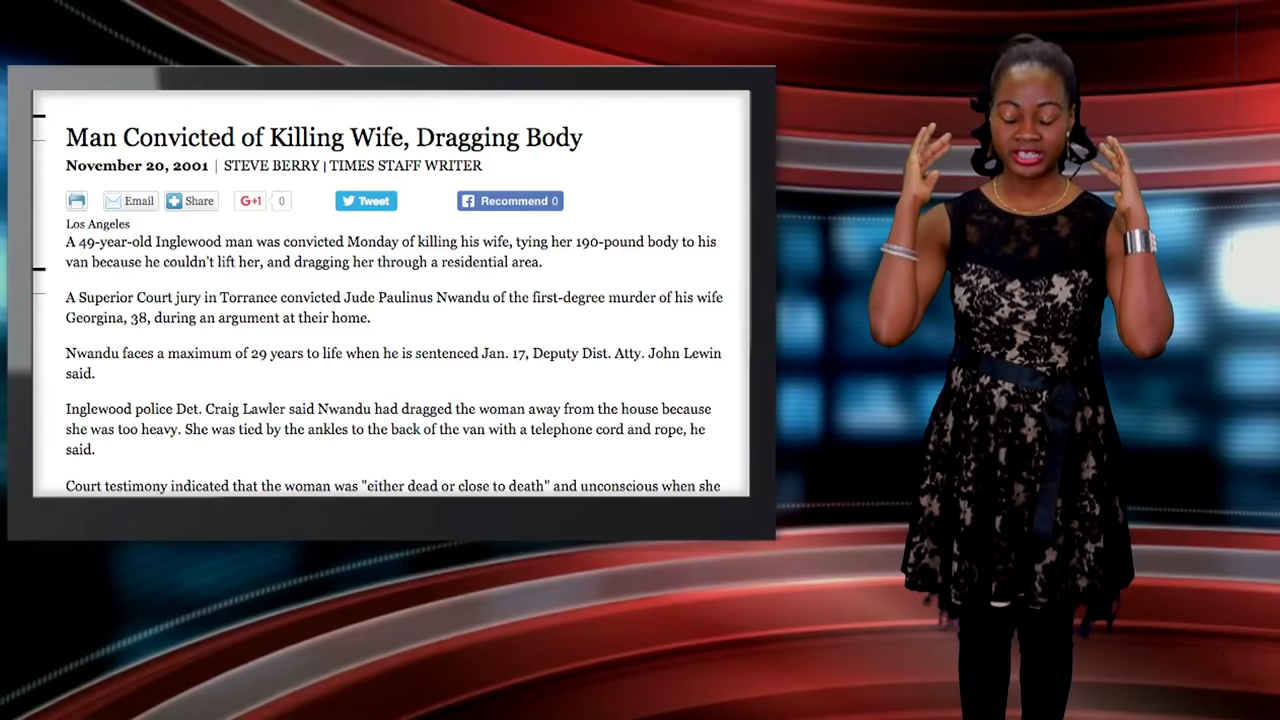 Man Convicted of Killing Wife, Dragging Body
November 20, 2001 | STEVE BERRY | TIMES STAFF WRITER
Email Share G+1 0 Tweet Recommend 0
Los Angeles
A 49-year-old Inglewood man was convicted Monday of killing his wife, tying her 190-pound body to his
van because he couldn't lift her, and dragging her through a residential area.
A Superior Court jury in Torrance convicted Jude Paulinus Nwandu of the first-degree murder of his wife
Georgina, 38, during an argument at their home.
Nwandu faces a maximum of 29 years to life when he is sentenced Jan. 17, Deputy Dist. Atty. John Lewin
said.
Inglewood police Det. Craig Lawler said Nwandu had dragged the woman away from the house because
she was too heavy. She was tied by the ankles to the back of the van with a telephone cord and rope, he
said.
Court testimony indicated that the woman was "either dead or close to death" and unconscious when she